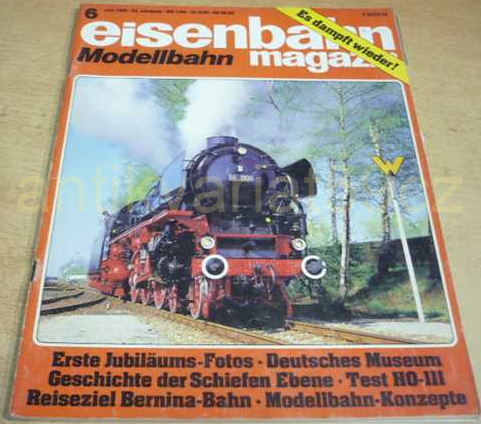 6
eisenbahn
Modellbahn magazin
Es dampft wieder!
W
Erste Jubiläums-Fotos · Deutsches Museum
Geschichte der Schiefen Ebene · Test HO-III
Reiseziel Bernina-Bahn · Modellbahn-Konzepte